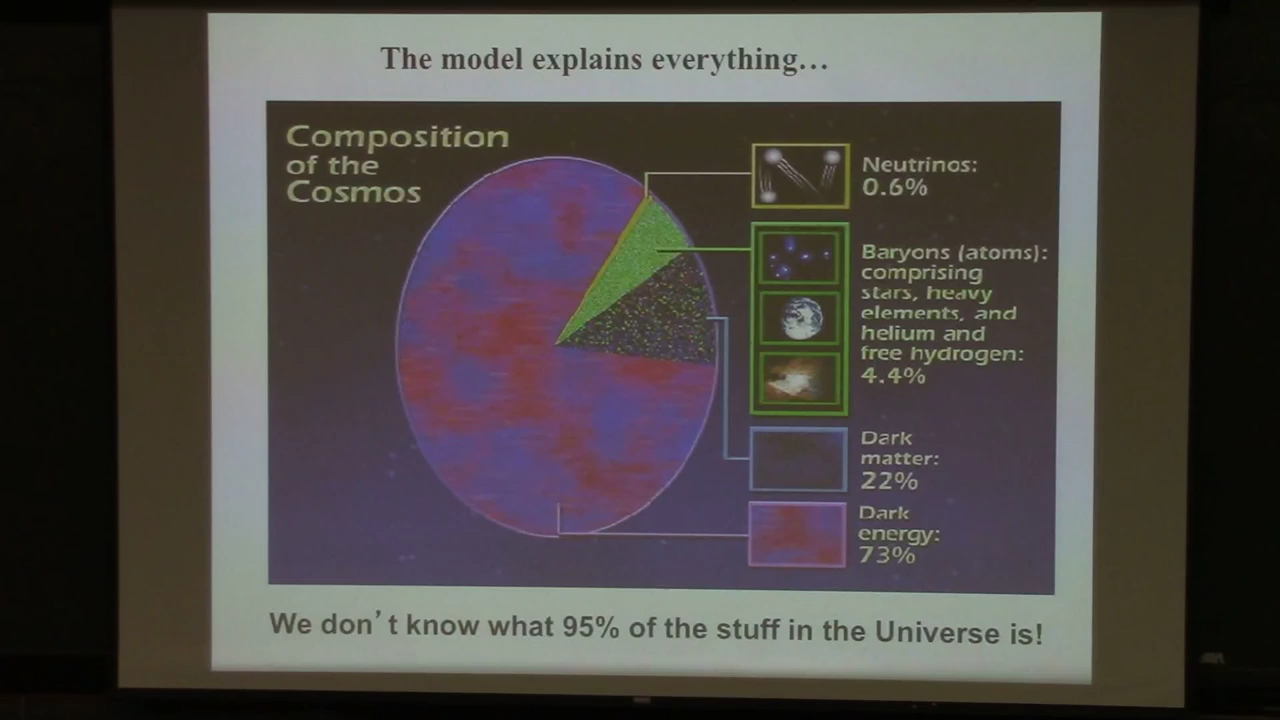 The model explains everything…
Composition
of the
Cosmos
Neutrinos:
0.6%
Baryons (atoms):
comprising
stars, heavy
elements, and
helium and
free hydrogen:
4.4%
Dark
matter:
22%
Dark
energy:
73%
We don’t know what 95% of the stuff in the Universe is!